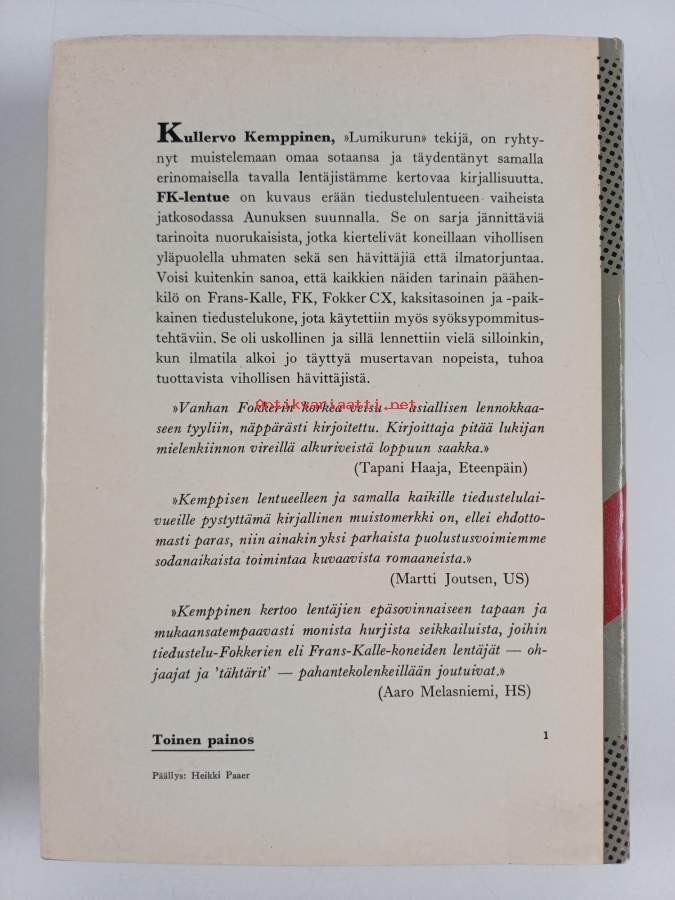 Kullervo Kemppinen, »Lumikurun» tekijä, on ryhty-
nyt muistelemaan omaa sotaansa ja täydentänyt samalla
erinomaisella tavalla lentäjistämme kertovaa kirjallisuutta.
FK-lentue on kuvaus erään tiedustelulentueen vaiheista
jatkosodassa Aunuksen suunnalla. Se on sarja jännittäviä
tarinoita nuorukaisista, jotka kiertelivät koneillaan vihollisen
yläpuolella uhmaten sekä sen hävittäjiä että ilmatorjuntaa.
Voisi kuitenkin sanoa, että kaikkien näiden tarinain päähen-
kilö on Frans-Kalle, FK, Fokker CX, kaksitasoinen ja -paik-
kainen tiedustelukone, jota käytettiin myös syöksypommitus-
tehtäviin. Se oli uskollinen ja sillä lennettiin vielä silloinkin,
kun ilmatila alkoi jo täyttyä musertavan nopeista, tuhoa
tuottavista vihollisen hävittäjistä.
Antikvariaatti.net
»Vanhan Fokkerin korkea veisu — asiallisen lennokkaa-
seen tyyliin, näppärästi kirjoitettu. Kirjoittaja pitää lukijan
mielenkiinnon vireillä alkuriveistä loppuun saakka.»
(Tapani Haaja, Eteenpäin)
»Kemppisen lentueelleen ja samalla kaikille tiedustelulai-
vueille pystyttämä kirjallinen muistomerkki on, ellei ehdotto-
masti paras, niin ainakin yksi parhaista puolustusvoimiemme
sodanaikaista toimintaa kuvaavista romaaneista.»
(Martti Joutsen, US)
»Kemppinen kertoo lentäjien epäsovinnaiseen tapaan ja
mukaansatempaavasti monista hurjista seikkailuista, joihin
tiedustelu-Fokkerien eli Frans-Kalle-koneiden lentäjät — oh-
jaajat ja 'tähtärit' — pahantekolenkeillään joutuivat.»
(Aaro Melasniemi, HS)
Toinen painos
1
Päällys: Heikki Paaer